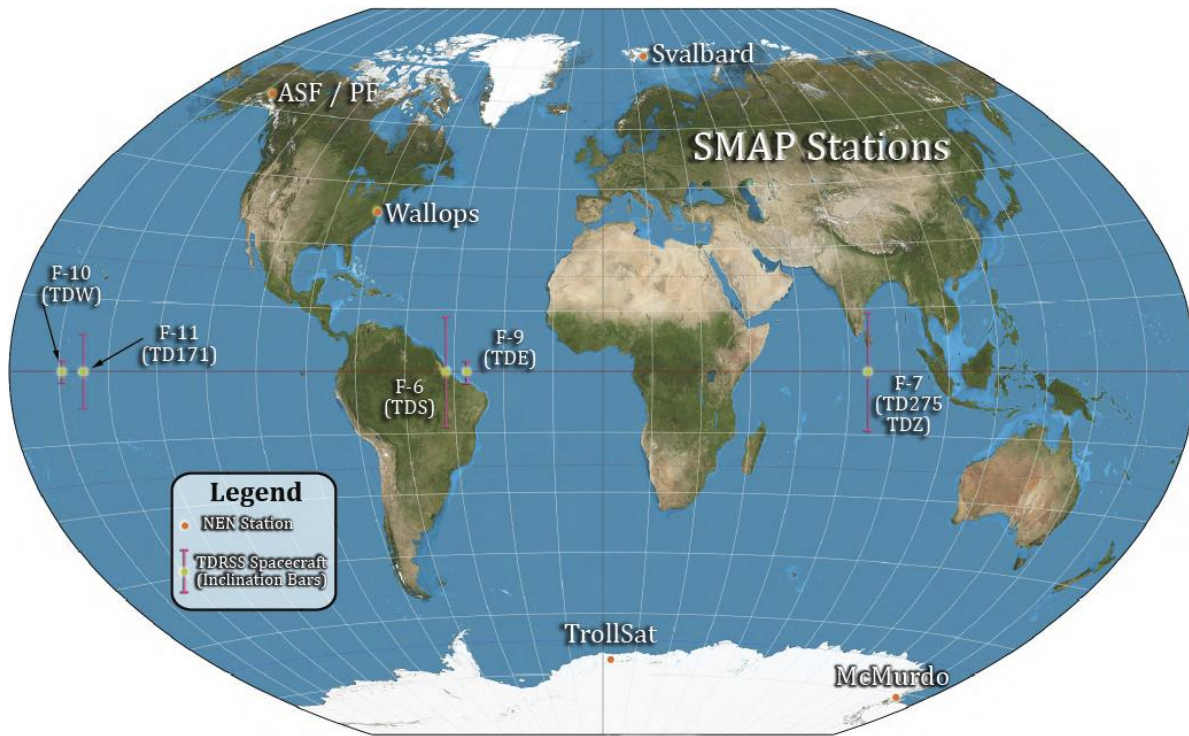 Svalbard
ASF / PF
SMAP Stations
Wallops
F-10
(TDW)
F-11
(TD171)
F-9
(TDE)
F-6
(TDS)
F-7
(TD275
TDZ)
Legend
NEN Station
TDRSS Spacecraft
(Inclination Bars)
TrollSat
McMurdo